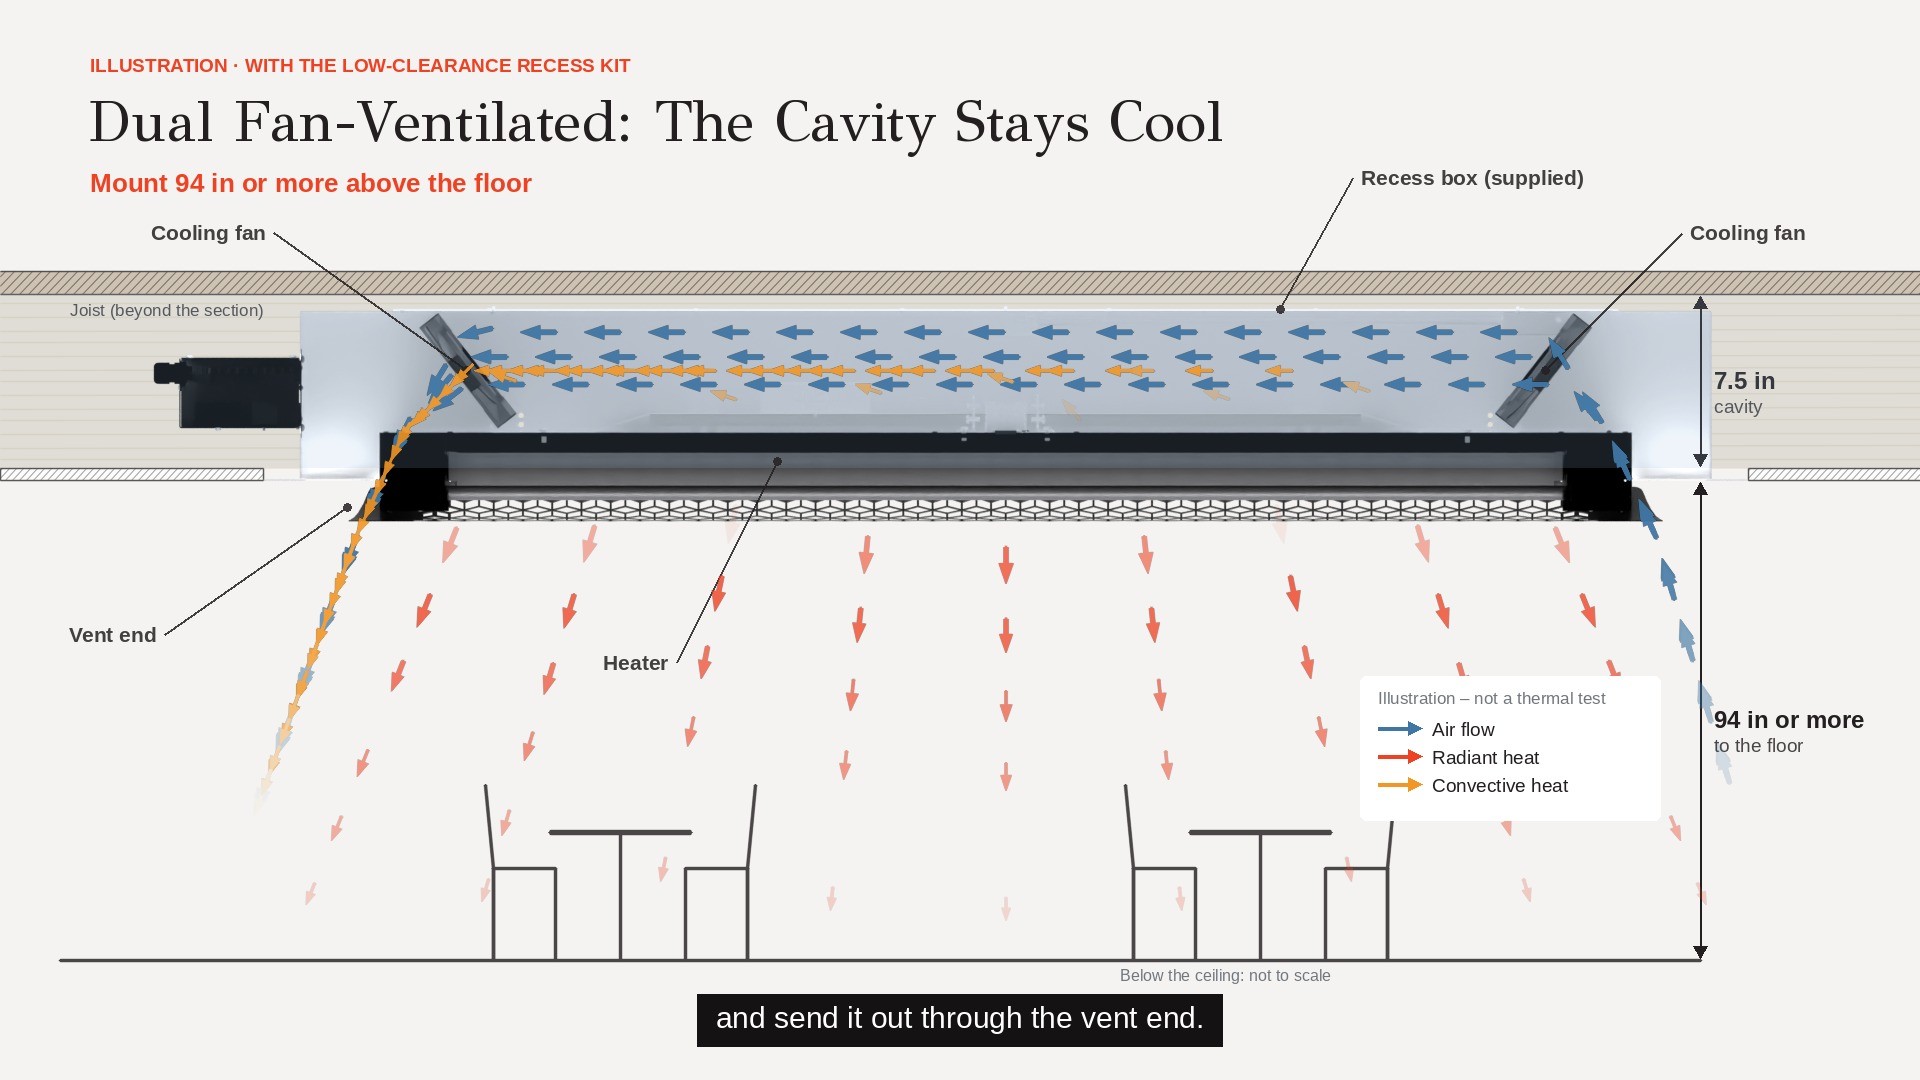 ILLUSTRATION · WITH THE LOW-CLEARANCE RECESS KIT
Dual Fan-Ventilated: The Cavity Stays Cool
Mount 94 in or more above the floor
Recess box (supplied)
Cooling fan
Cooling fan
Joist (beyond the section)
7.5 in
cavity
Vent end
Heater
Illustration – not a thermal test
Air flow
Radiant heat
Convective heat
94 in or more
to the floor
Below the ceiling: not to scale
and send it out through the vent end.